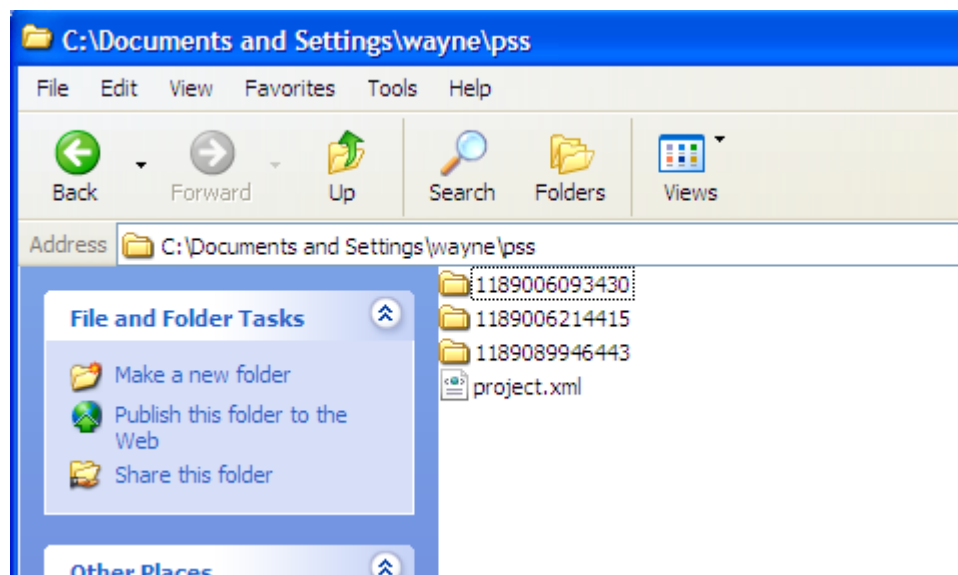 C:\Documents and Settings\wayne\pss
File Edit View Favorites Tools Help
Back Forward Up Search Folders Views
Address C:\Documents and Settings\wayne\pss
File and Folder Tasks
Make a new folder
Publish this folder to the
Web
Share this folder
Other Places
1189006093430
1189006214415
1189089946443
project.xml